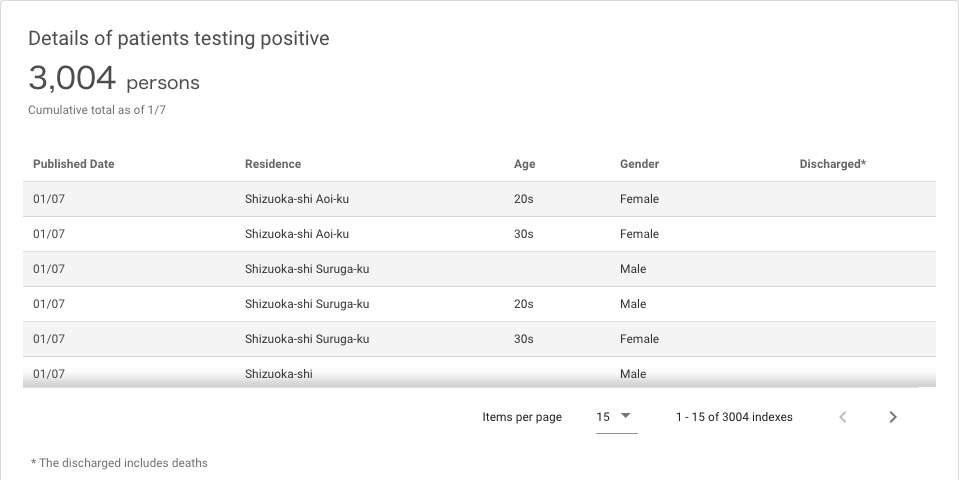 Details of patients testing positive
3,004 persons
Cumulative total as of 1/7
Published Date Residence Age Gender Discharged*
01/07 Shizuoka-shi Aoi-ku 20s Female
01/07 Shizuoka-shi Aoi-ku 30s Female
01/07 Shizuoka-shi Suruga-ku Male
01/07 Shizuoka-shi Suruga-ku 20s Male
01/07 Shizuoka-shi Suruga-ku 30s Female
01/07 Shizuoka-shi Male
Items per page 15 1 - 15 of 3004 indexes
* The discharged includes deaths